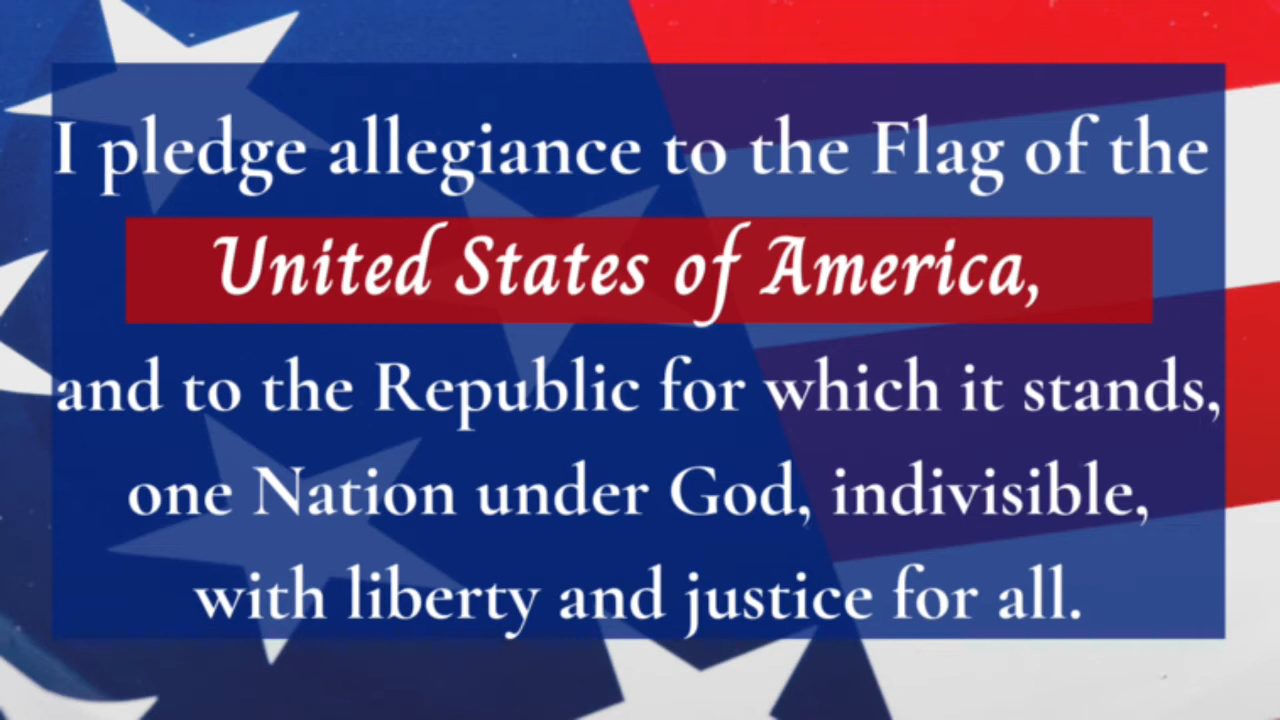 I pledge allegiance to the Flag of the
United States of America,
and to the Republic for which it stands,
one Nation under God, indivisible,
with liberty and justice for all.